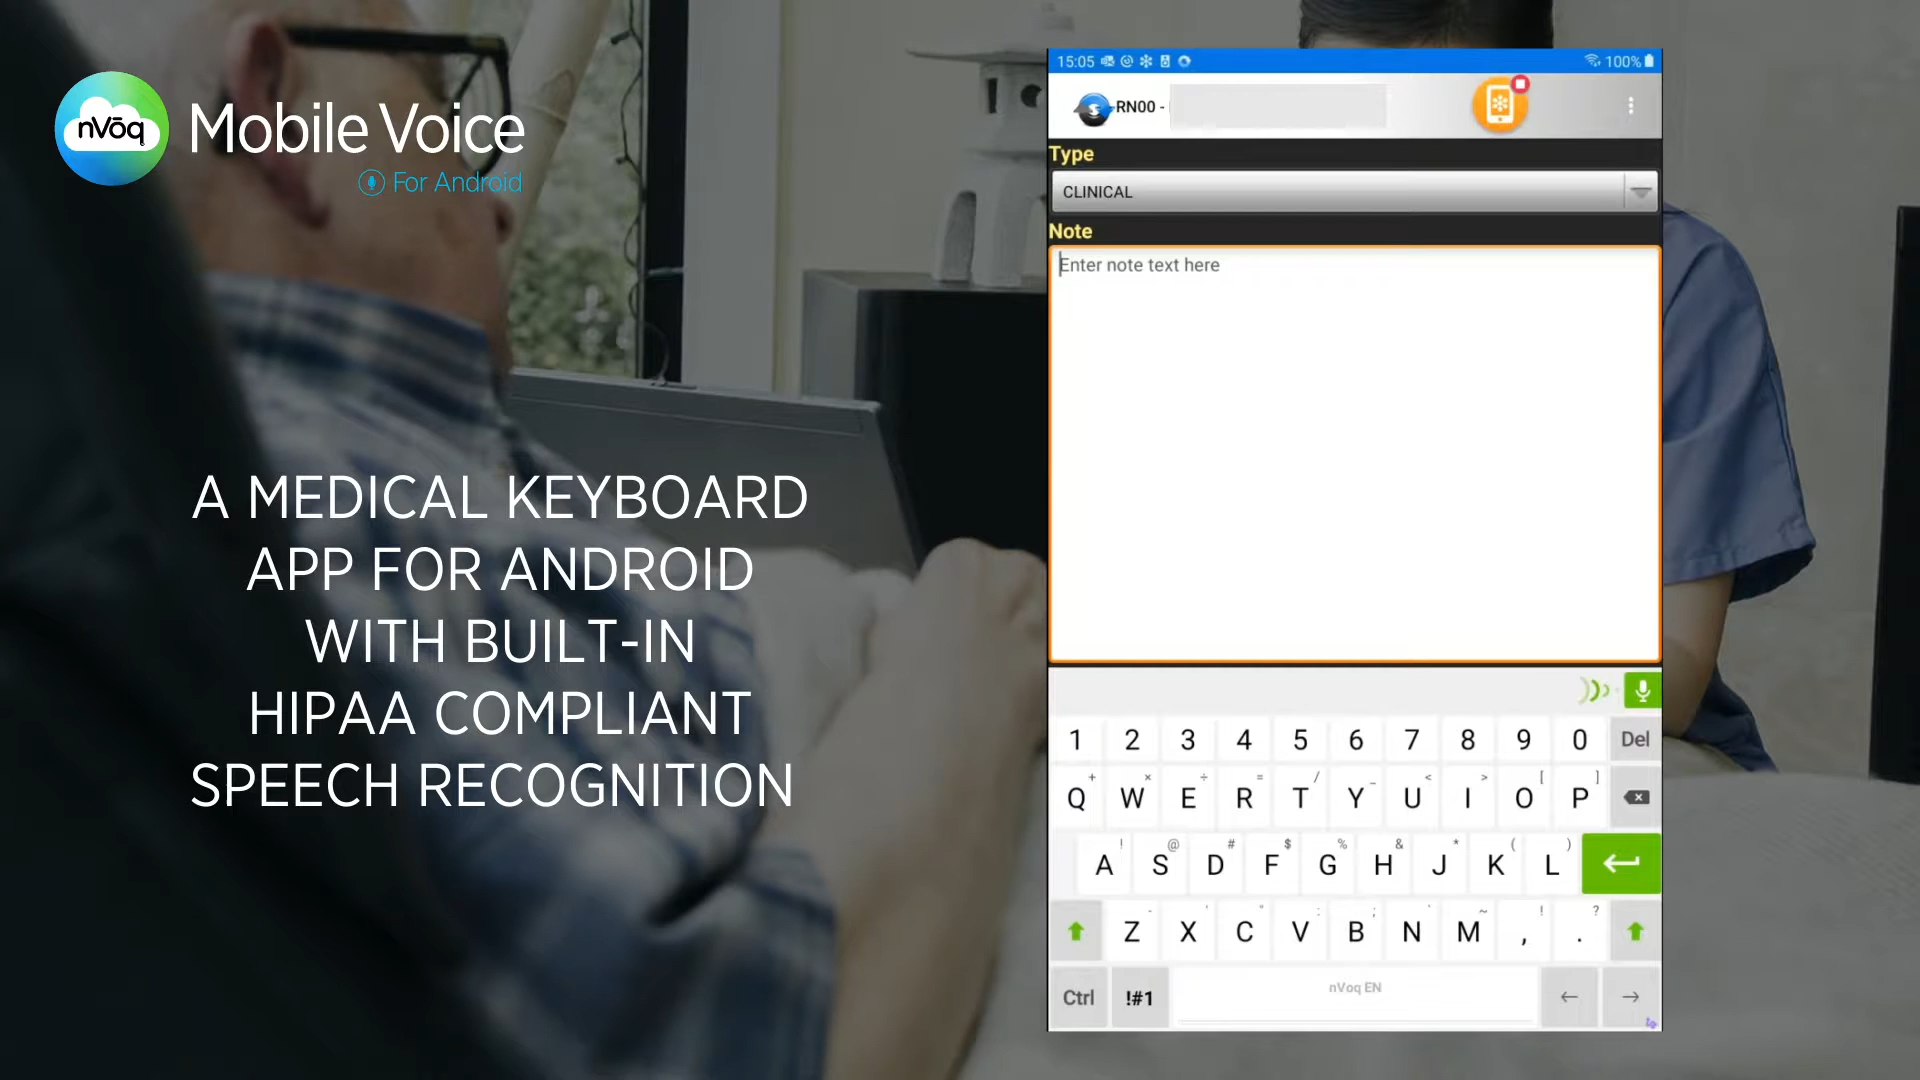 nVōq
Mobile Voice
For Android
A MEDICAL KEYBOARD
APP FOR ANDROID
WITH BUILT-IN
HIPAA COMPLIANT
SPEECH RECOGNITION
15:05 100%
RN00 -
Type
CLINICAL
Note
Enter note text here
1 2 3 4 5 6 7 8 9 0 Del
+ × ÷ = / _ < > [ ]
Q W E R T Y U I O P
! @ # $ % & * ( )
A S D F G H J K L
- ' " : ; ~ ! ?
Z X C V B N M , .
Ctrl !#1 nVoq EN ← →